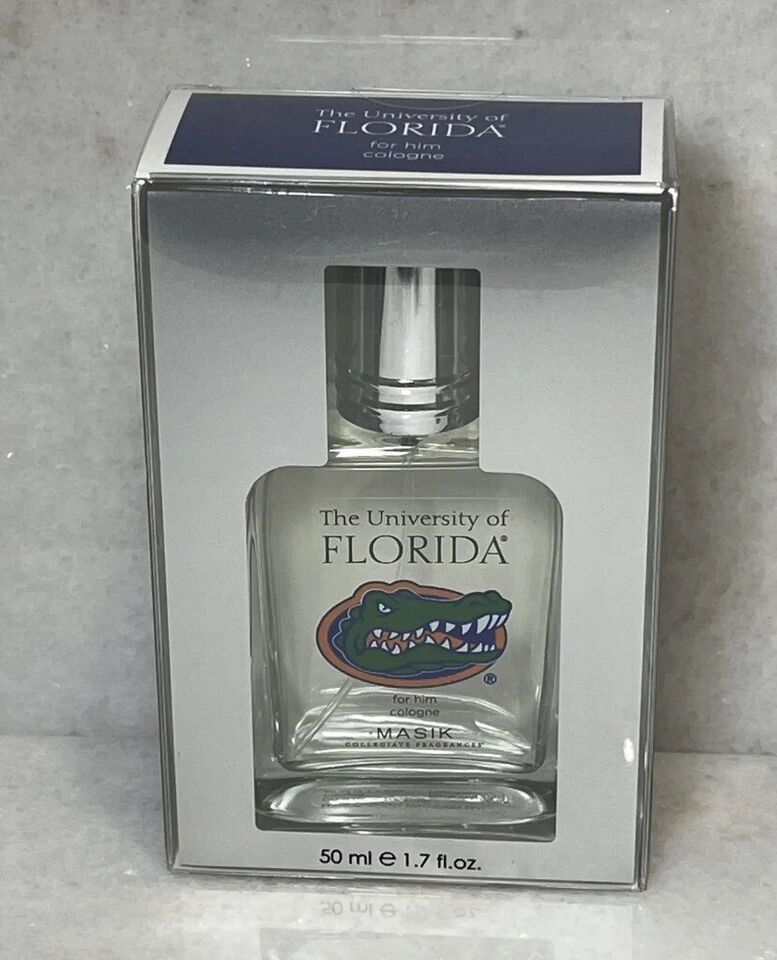 The University of
FLORIDA®
for him
cologne
The University of
FLORIDA®
®
for him
cologne
MASIK
COLLEGIATE FRAGRANCES®
50 ml e 1.7 fl.oz.